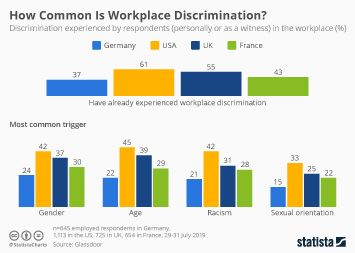 How Common Is Workplace Discrimination?
Discrimination experienced by respondents (personally or as a witness) in the workplace (%)
Germany USA UK France
37 61 55 43
Have already experienced workplace discrimination
Most common trigger
24 42 37 30 22 45 39 29 21 42 31 28 15 33 25 22
Gender Age Racism Sexual orientation
n=645 employed respondents in Germany,
1,113 in the US, 725 in UK, 654 in France, 29-31 July 2019.
@StatistaCharts Source: Glassdoor
statista